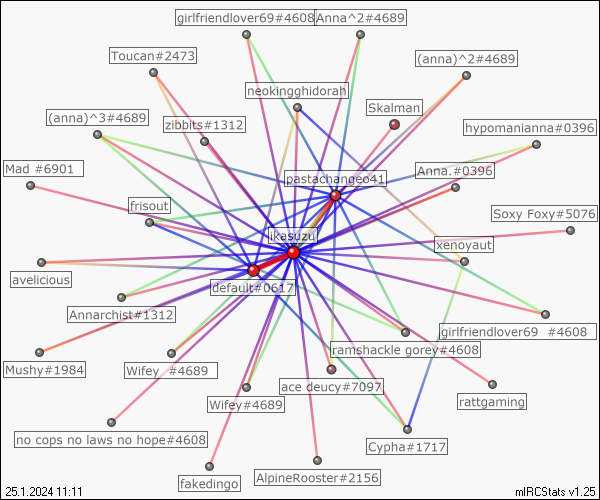 girlfriendlover69#4608
Anna^2#4689
Toucan#2473
(anna)^2#4689
neokingghidorah
Skalman
(anna)^3#4689
zibbits#1312
hypomanianna#0396
Mad #6901
pastachangeo41
Anna.#0396
frisout
Soxy Foxy#5076
ikasuzu
xenoyaut
avelicious
default#0617
Annarchist#1312
girlfriendlover69 #4608
ramshackle gorey#4608
Mushy#1984
Wifey #4689
ace deucy#7097
rattgaming
Wifey#4689
no cops no laws no hope#4608
Cypha#1717
fakedingo
AlpineRooster#2156
25.1.2024 11:11
mIRCStats v1.25